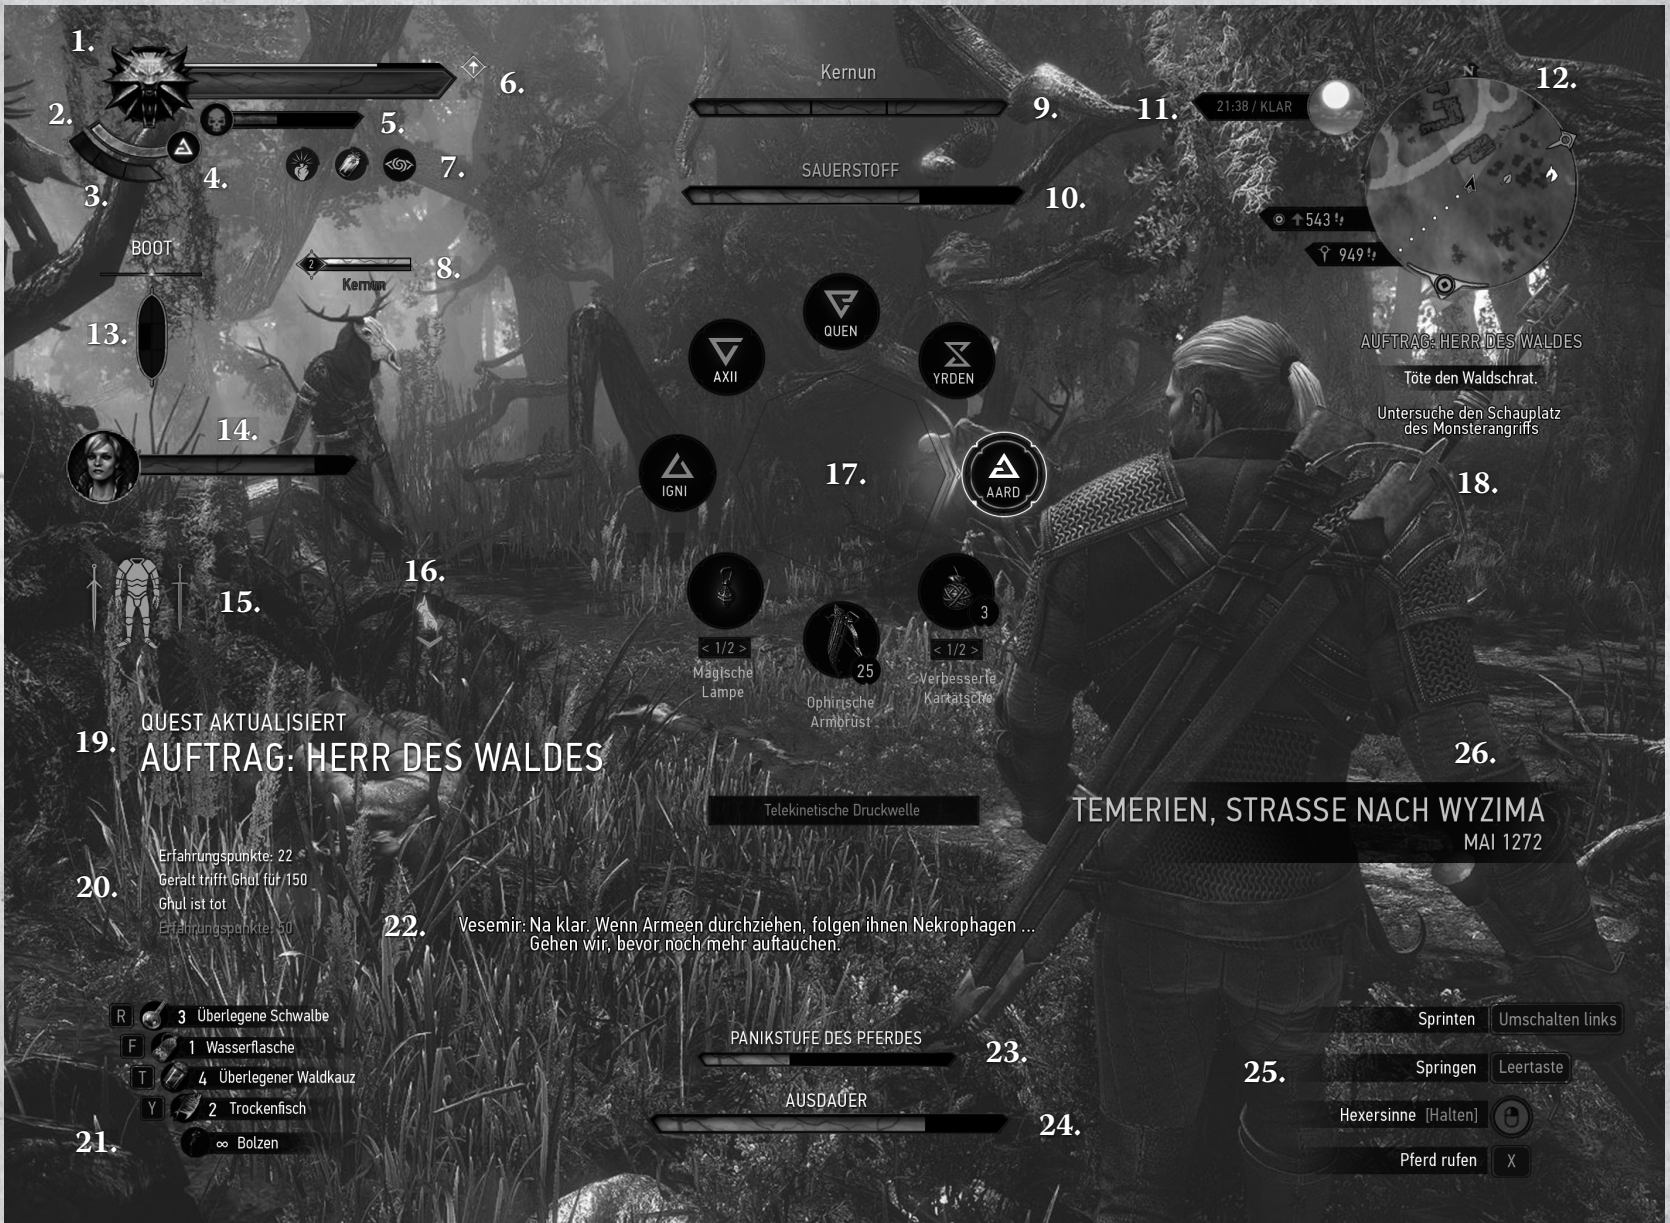 1.
2.
3.
4.
5.
6.
7.
BOOT
2
Kernun
8.
13.
14.
15.
16.
Kernun
9.
SAUERSTOFF
10.
11.
21:38 / KLAR
N
12.
543
949
AUFTRAG: HERR DES WALDES
Töte den Waldschrat.
Untersuche den Schauplatz
des Monsterangriffs
18.
QUEN
AXII
YRDEN
IGNI
17.
AARD
< 1/2 >
Magische
Lampe
25
Ophirische
Armbrust
3
< 1/2 >
Verbesserte
Kartätsche
19.
QUEST AKTUALISIERT
AUFTRAG: HERR DES WALDES
Telekinetische Druckwelle
26.
TEMERIEN, STRASSE NACH WYZIMA
MAI 1272
20.
Erfahrungspunkte: 22
Geralt trifft Ghul für 150
Ghul ist tot
Erfahrungspunkte: 50
22.
Vesemir: Na klar. Wenn Armeen durchziehen, folgen ihnen Nekrophagen ...
Gehen wir, bevor noch mehr auftauchen.
R 3 Überlegene Schwalbe
F 1 Wasserflasche
T 4 Überlegener Waldkauz
Y 2 Trockenfisch
∞ Bolzen
21.
PANIKSTUFE DES PFERDES
23.
AUSDAUER
24.
25.
Sprinten Umschalten links
Springen Leertaste
Hexersinne [Halten]
Pferd rufen X